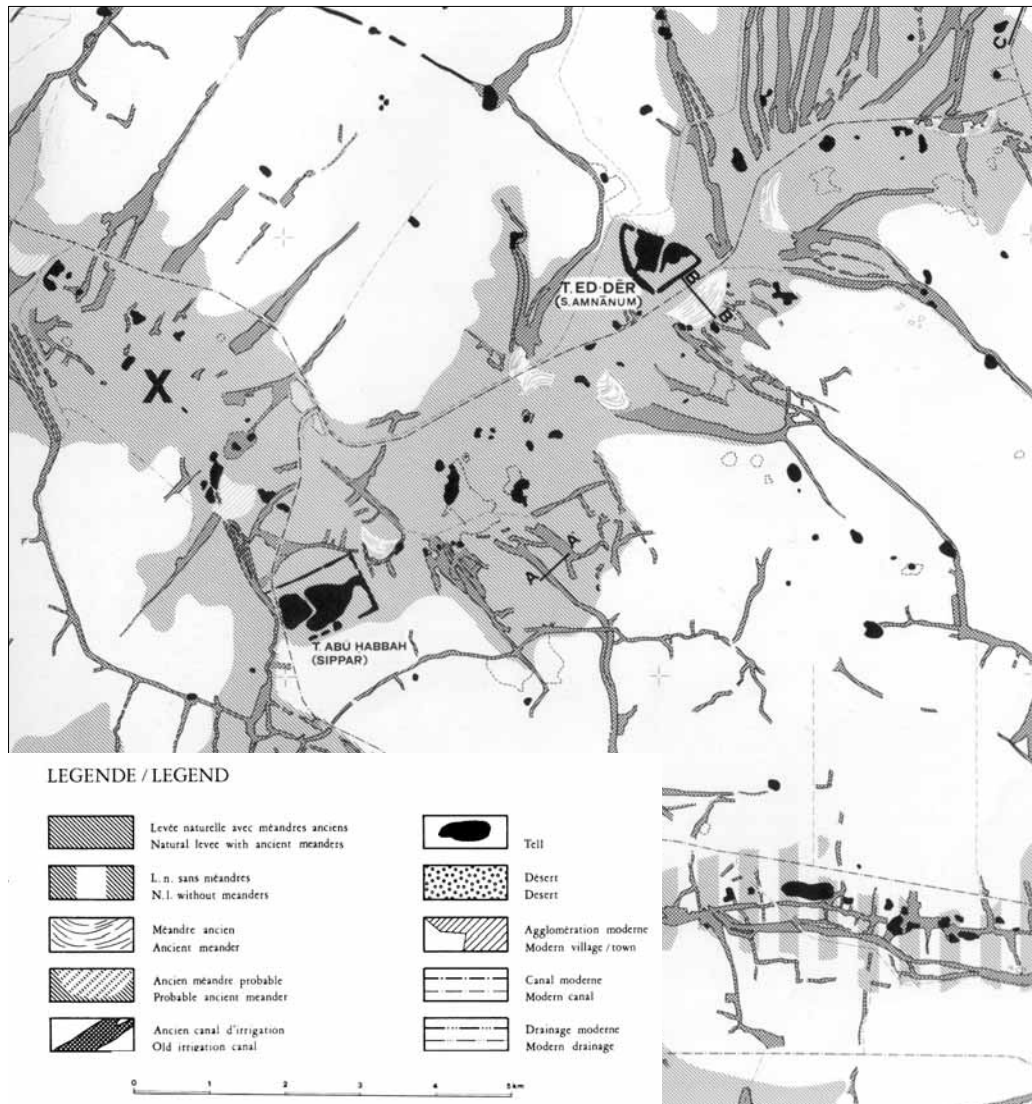 C
T.ED-DĒR
(S.AMNĀNUM)
B
B
X
A
A
T. ABU ḤABBAH
(SIPPAR)
LEGENDE / LEGEND
Levée naturelle avec méandres anciens
Natural levee with ancient meanders
L.n. sans méandres
N.l. without meanders
Méandre ancien
Ancient meander
Ancien méandre probable
Probable ancient meander
Ancien canal d'irrigation
Old irrigation canal
Tell
Désert
Desert
Agglomération moderne
Modern village/town
Canal moderne
Modern canal
Drainage moderne
Modern drainage
0 1 2 3 4 5 km